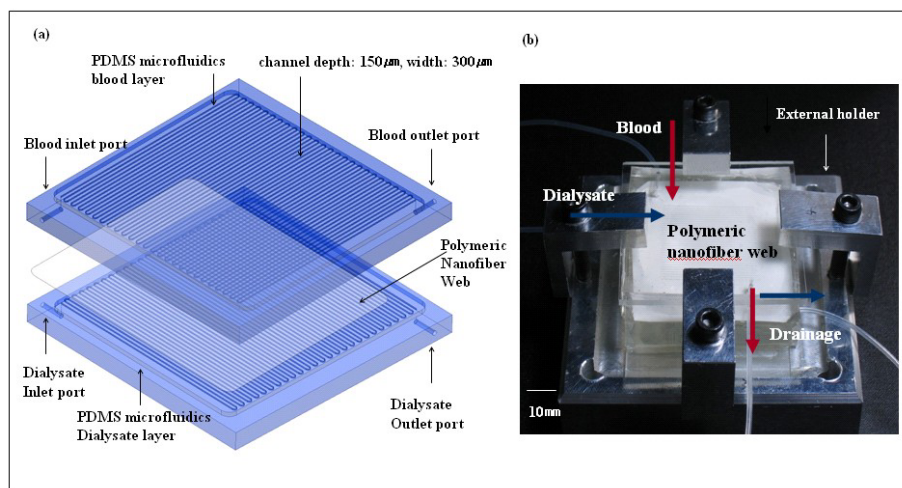 (a)
PDMS microfluidics
blood layer
channel depth: 150㎛, width: 300㎛
Blood inlet port
Blood outlet port
Polymeric
Nanofiber
Web
Dialysate
Inlet port
PDMS microfluidics
Dialysate layer
Dialysate
Outlet port
(b)
External holder
Blood
Dialysate
Polymeric
nanofiber web
Drainage
10㎜